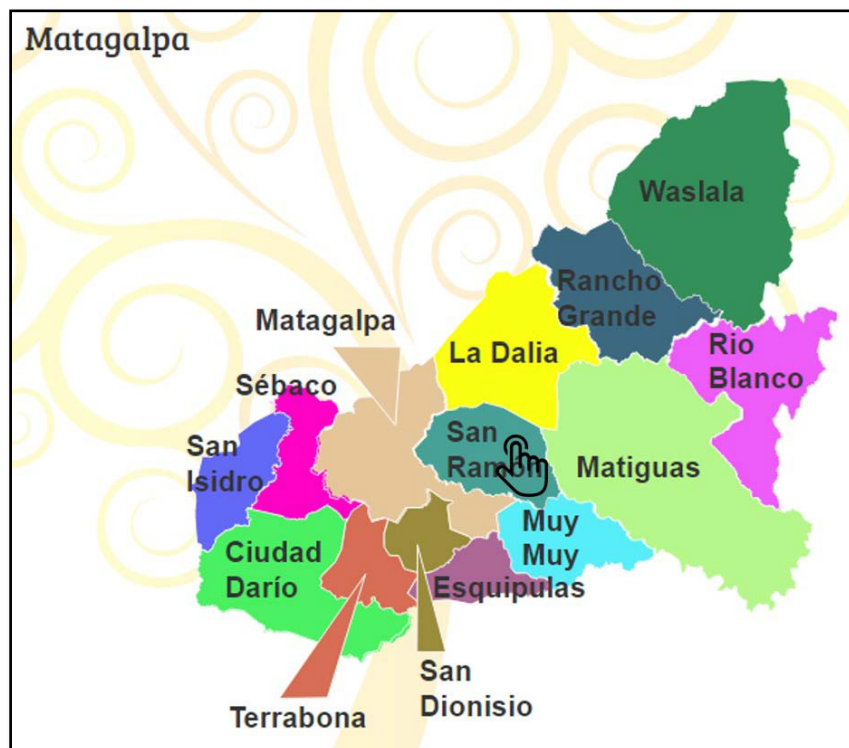 Matagalpa
Waslala
Rancho
Grande
Matagalpa
La Dalia
Rio
Blanco
Sébaco
San
Isidro
San
Ramón
Matiguas
Muy
Muy
Ciudad
Darío
Esquipulas
San
Dionisio
Terrabona